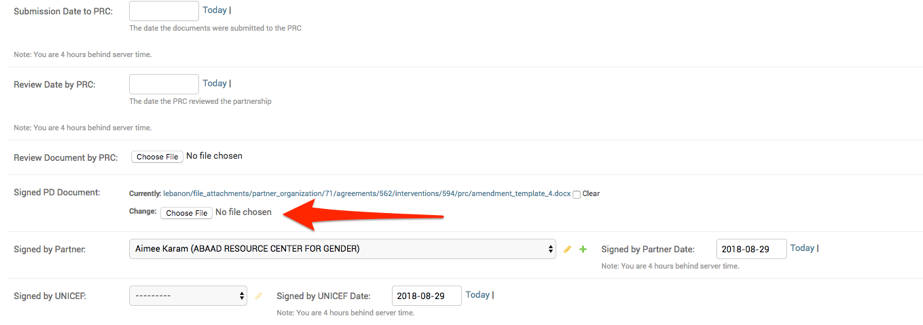 Submission Date to PRC: Today |
The date the documents were submitted to the PRC
Note: You are 4 hours behind server time.
Review Date by PRC: Today |
The date the PRC reviewed the partnership
Note: You are 4 hours behind server time.
Review Document by PRC: Choose File No file chosen
Signed PD Document: Currently: lebanon/file_attachments/partner_organization/71/agreements/562/interventions/594/prc/amendment_template_4.docx Clear
Change: Choose File No file chosen
Signed by Partner: Aimee Karam (ABAAD RESOURCE CENTER FOR GENDER) Signed by Partner Date: 2018-08-29 Today |
Note: You are 4 hours behind server time.
Signed by UNICEF: --------- Signed by UNICEF Date: 2018-08-29 Today |
Note: You are 4 hours behind server time.